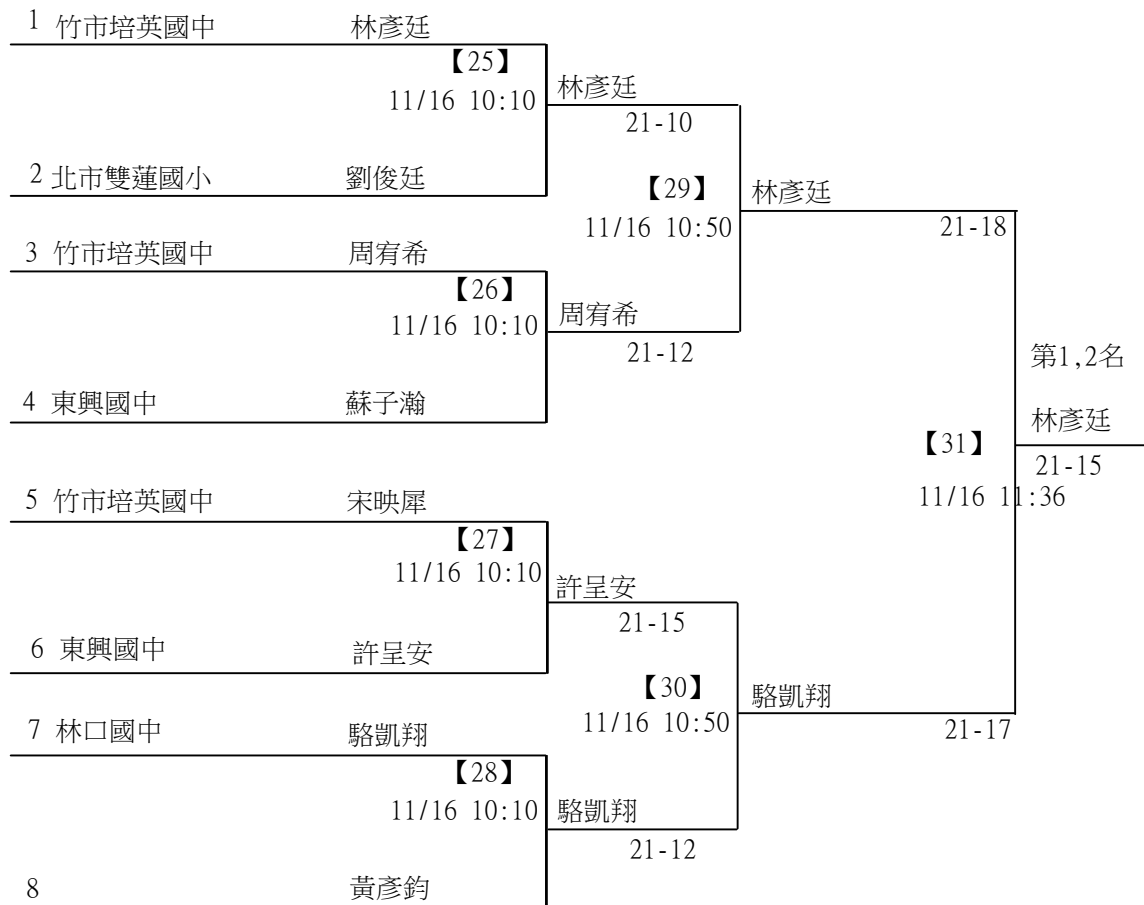 1 竹市培英國中 林彥廷
【25】
11/16 10:10
林彥廷
21-10
2 北市雙蓮國小 劉俊廷
【29】
11/16 10:50
林彥廷
21-18
3 竹市培英國中 周宥希
【26】
11/16 10:10
周宥希
21-12
4 東興國中 蘇子瀚
第1,2名
林彥廷
【31】
21-15
11/16 11:36
5 竹市培英國中 宋映犀
【27】
11/16 10:10
許呈安
21-15
6 東興國中 許呈安
【30】
11/16 10:50
駱凱翔
21-17
7 林口國中 駱凱翔
【28】
11/16 10:10
駱凱翔
21-12
8 黃彥鈞